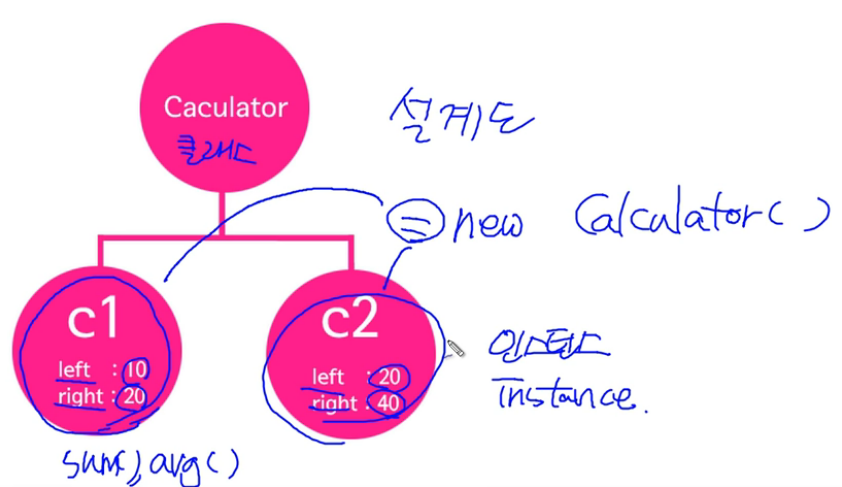 Caculator
클래스
설계도
= new Calculator()
c1
left : 10
right : 20
c2
left : 20
right : 40
인스턴스
Instance.
sum(), avg()